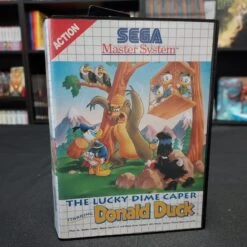 ACTION
SEGA
Master System
THE LUCKY DIME CAPER
STARRING
Donald Duck